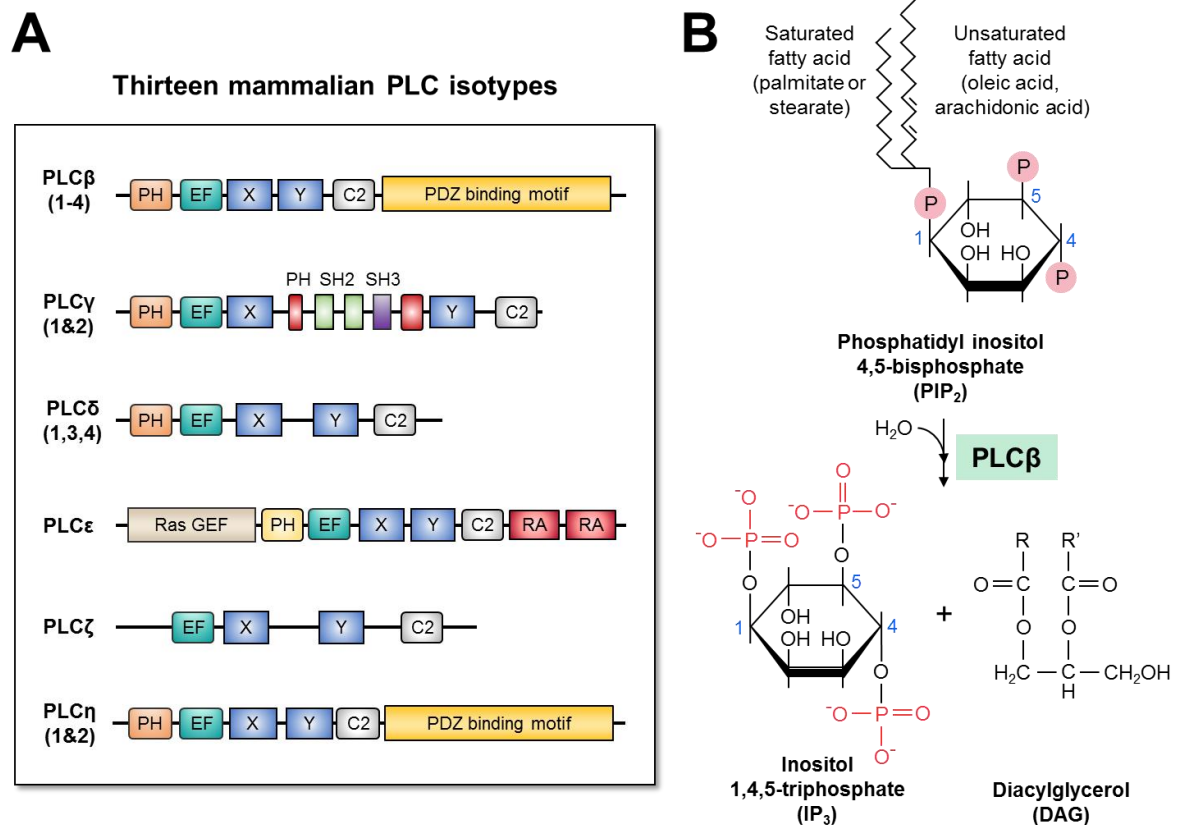 A
Thirteen mammalian PLC isotypes
PLCβ
(1-4)
PH EF X Y C2 PDZ binding motif
PLCγ
(1&2)
PH SH2 SH3
PH EF X Y C2
PLCδ
(1,3,4)
PH EF X Y C2
PLCε
Ras GEF PH EF X Y C2 RA RA
PLCζ
EF X Y C2
PLCη
(1&2)
PH EF X Y C2 PDZ binding motif
B
Saturated
fatty acid
(palmitate or
stearate)
Unsaturated
fatty acid
(oleic acid,
arachidonic acid)
P
P
5
OH
1
4
OH HO
P
Phosphatidyl inositol
4,5-bisphosphate
(PIP₂)
H₂O
PLCβ
O
⁻O
⁻O P O⁻
⁻O P O
O
O
5
OH
1
4
OH HO
O
⁻O P O
O⁻
Inositol
1,4,5-triphosphate
(IP₃)
+
R R'
O C C O
O O
H₂C C CH₂OH
H
Diacylglycerol
(DAG)